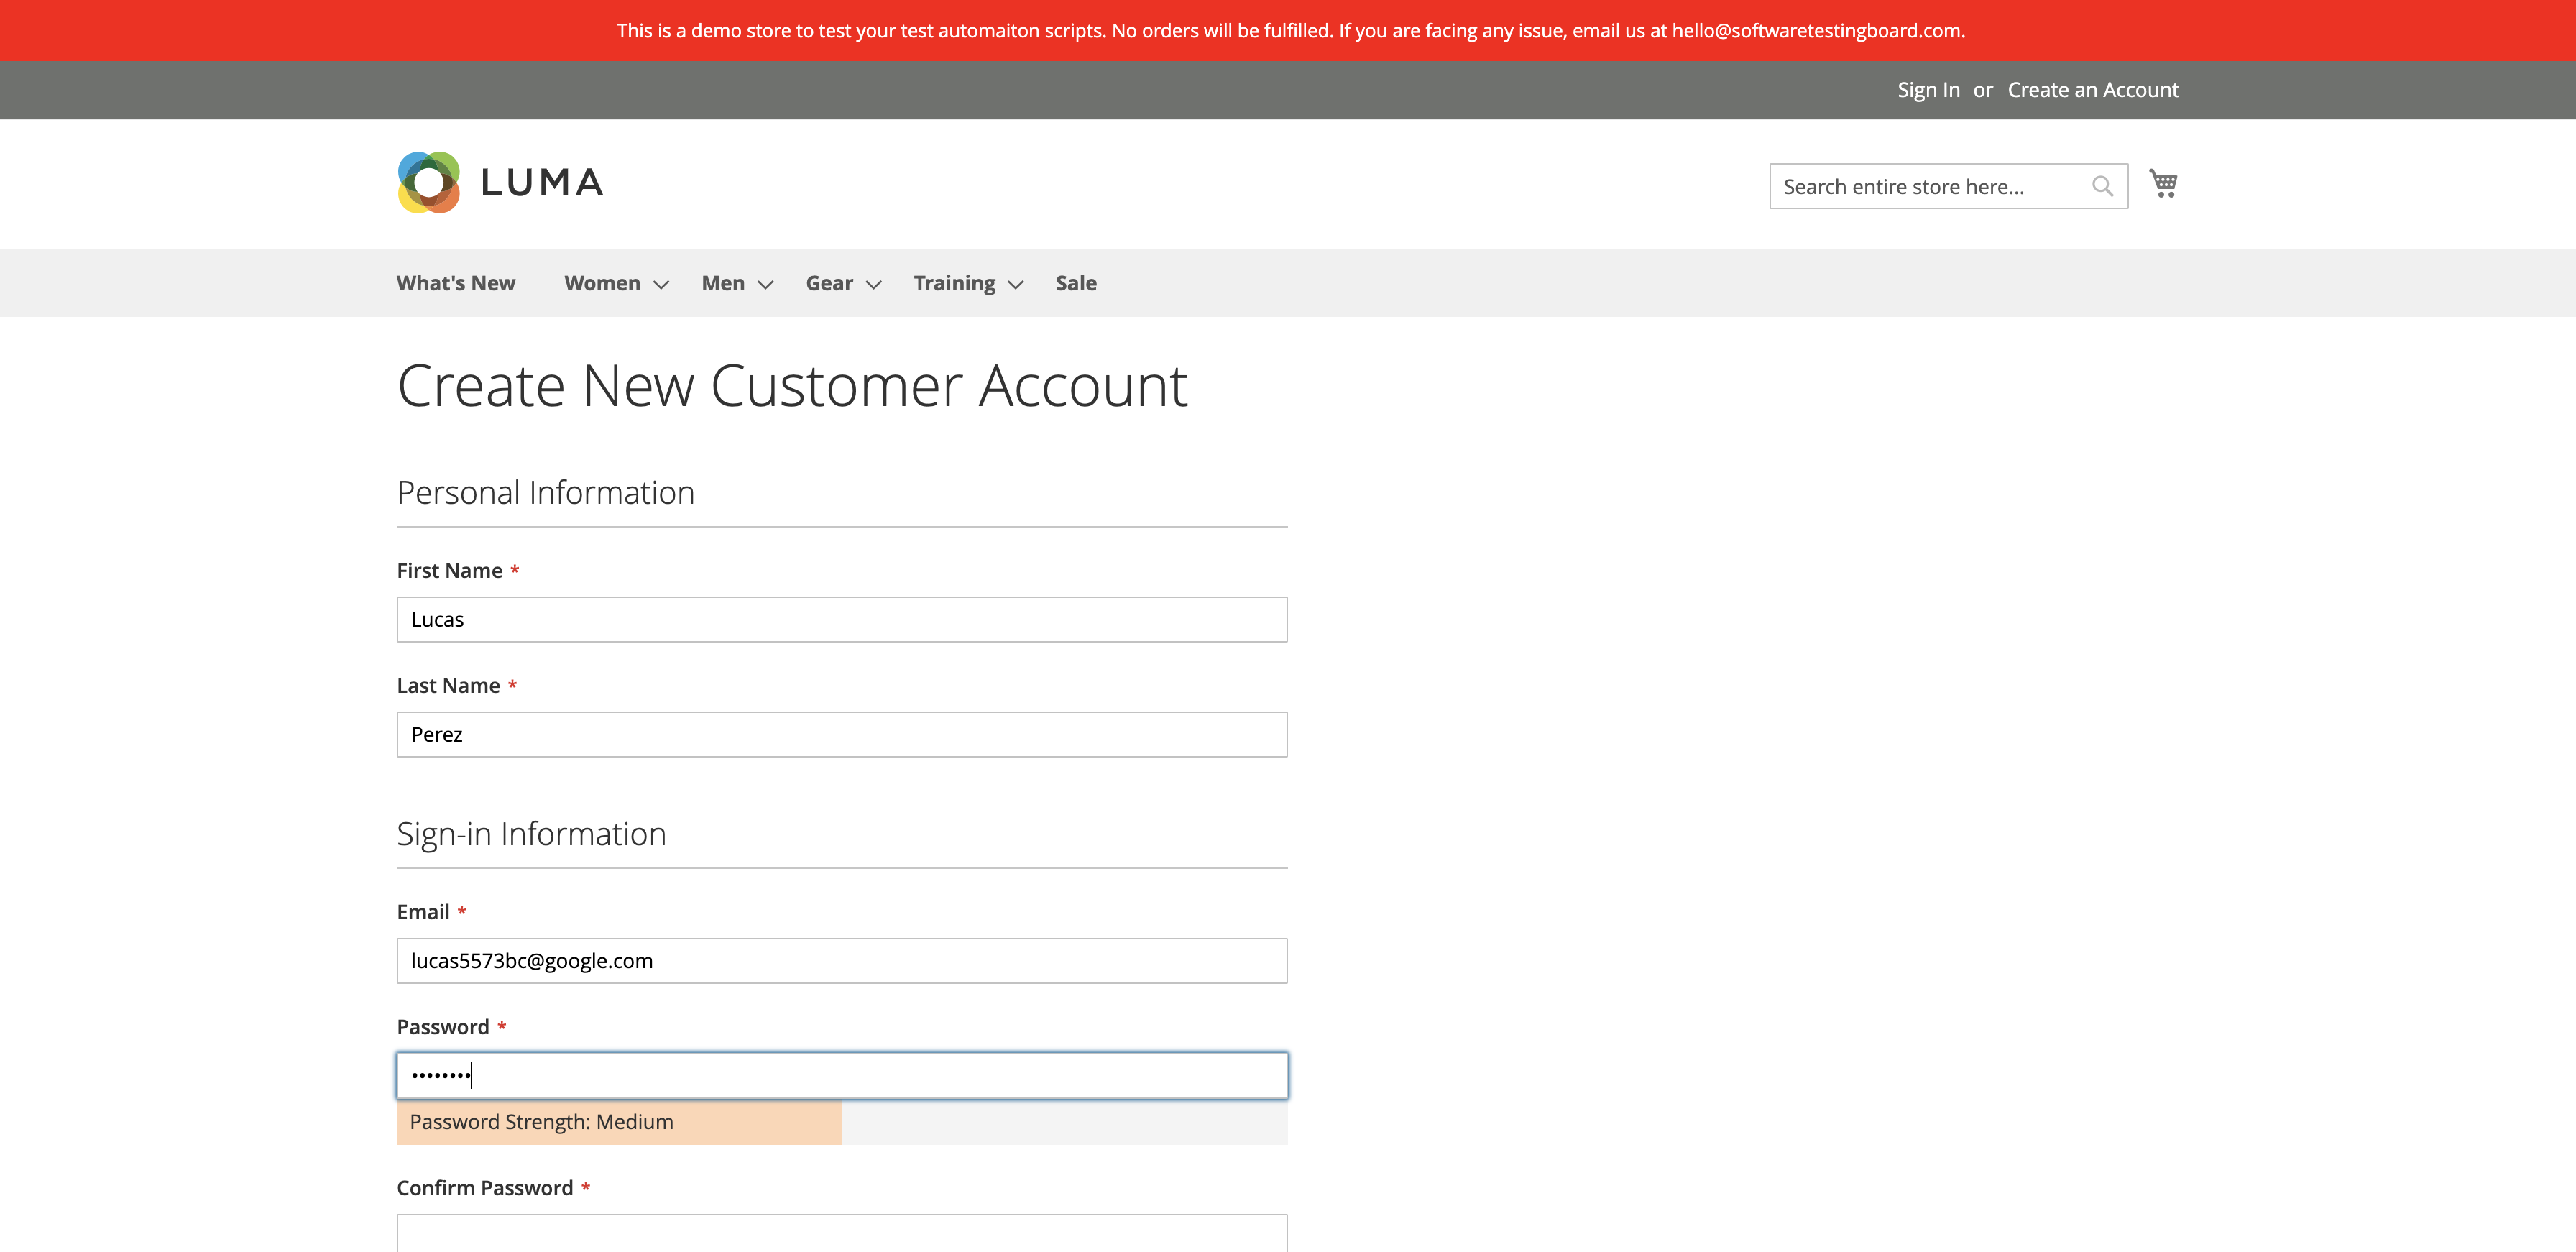 This is a demo store to test your test automaiton scripts. No orders will be fulfilled. If you are facing any issue, email us at hello@softwaretestingboard.com.
Sign In or Create an Account
LUMA
Search entire store here...
What's New Women Men Gear Training Sale
Create New Customer Account
Personal Information
First Name *
Lucas
Last Name *
Perez
Sign-in Information
Email *
lucas5573bc@google.com
Password *
••••••••
Password Strength: Medium
Confirm Password *